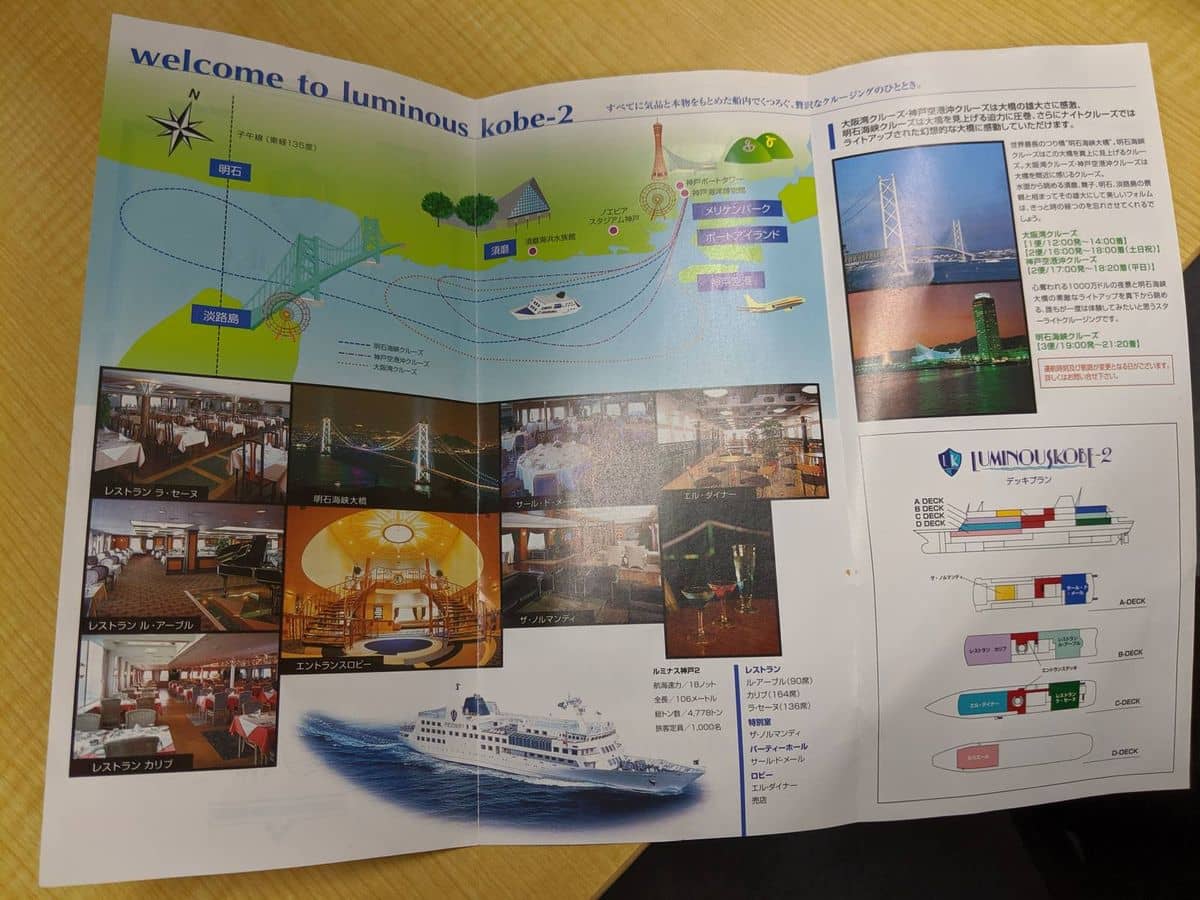 welcome to luminous kobe-2
すべてに気品と本物をもとめた船内でくつろぐ、贅沢なクルージングのひととき。
N
子午線(東経135度)
明石
淡路島
須磨
須磨海浜水族館
ノエビア
スタジアム神戸
神戸ポートタワー
神戸海洋博物館
メリケンパーク
ポートアイランド
神戸空港
明石海峡クルーズ
神戸空港沖クルーズ
大阪湾クルーズ
大阪湾クルーズ・神戸空港沖クルーズは大橋の雄大さに感激、
明石海峡クルーズは大橋を見上げる迫力に圧巻、さらにナイトクルーズでは
ライトアップされた幻想的な大橋に感動していただけます。
世界最長のつり橋"明石海峡大橋"、明石海峡
クルーズはこの大橋を真上に見上げるクルー
ズ。大阪湾クルーズ・神戸空港沖クルーズは
大橋を間近に感じるクルーズ。
水面から眺める須磨、舞子、明石、淡路島の景
観と相まってその雄大にして美しいフォルム
は、きっと時の経つのを忘れさせてくれるで
しょう。
大阪湾クルーズ
【1便/12:00発〜14:00着】
【2便/16:00発〜18:00着(土日祝)】
神戸空港沖クルーズ
【2便/17:00発〜18:20着(平日)】
心奪われる1000万ドルの夜景と明石海峡
大橋の素敵なライトアップを真下から眺め
る、誰もが一度は体験してみたいと思うスタ
ーライトクルージングです。
明石海峡クルーズ
【3便/19:00発〜21:20着】
運航時刻及び航路が変更となる日がございます。
詳しくはお問い合せ下さい。
レストラン ラ・セーヌ
明石海峡大橋
サール・ド・メール
エル・ダイナー
レストラン ル・アーブル
エントランスロビー
ザ・ノルマンディ
レストラン カリブ
ルミナス神戸2
航海速力/18ノット
全長/106メートル
総トン数/4,778トン
旅客定員/1,000名
レストラン
ル・アーブル(90席)
カリブ(164席)
ラ・セーヌ(136席)
特別室
ザ・ノルマンディ
パーティーホール
サール・ド・メール
ロビー
エル・ダイナー
売店
LK
LUMINOUSKOBE-2
デッキプラン
A DECK
B DECK
C DECK
D DECK
ザ・ノルマンディ
サール・ド・メール
A-DECK
レストラン カリブ
レストラン ル・アーブル
B-DECK
エントランスデッキ
エル・ダイナー
レストラン ラ・セーヌ
C-DECK
D-DECK